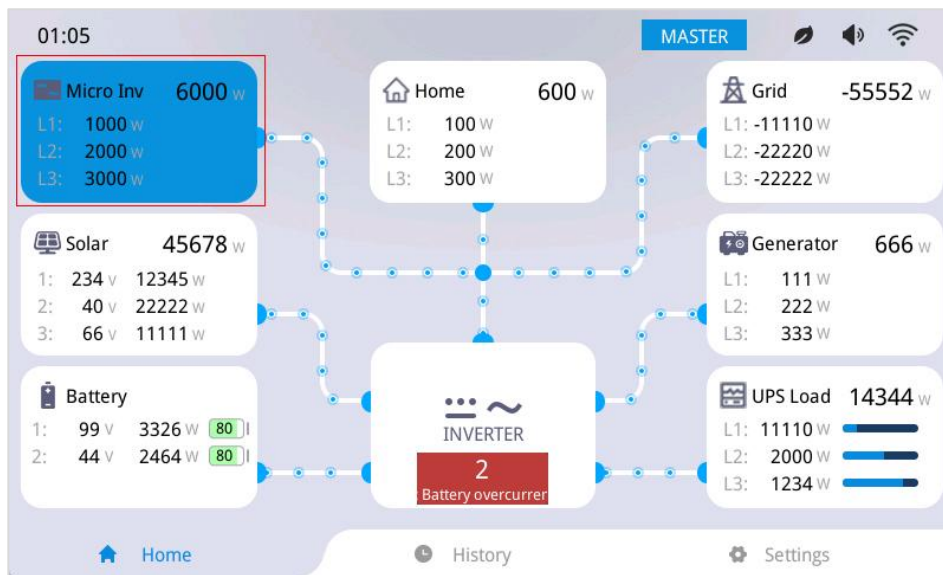 01:05
MASTER
Micro Inv 6000 W
L1: 1000 W
L2: 2000 W
L3: 3000 W
Home 600 W
L1: 100 W
L2: 200 W
L3: 300 W
Grid -55552 W
L1: -11110 W
L2: -22220 W
L3: -22222 W
Solar 45678 W
1: 234 V 12345 W
2: 40 V 22222 W
3: 66 V 11111 W
Generator 666 W
L1: 111 W
L2: 222 W
L3: 333 W
Battery
1: 99 V 3326 W 80
2: 44 V 2464 W 80
INVERTER
2
Battery overcurrer
UPS Load 14344 W
L1: 11110 W
L2: 2000 W
L3: 1234 W
Home
History
Settings